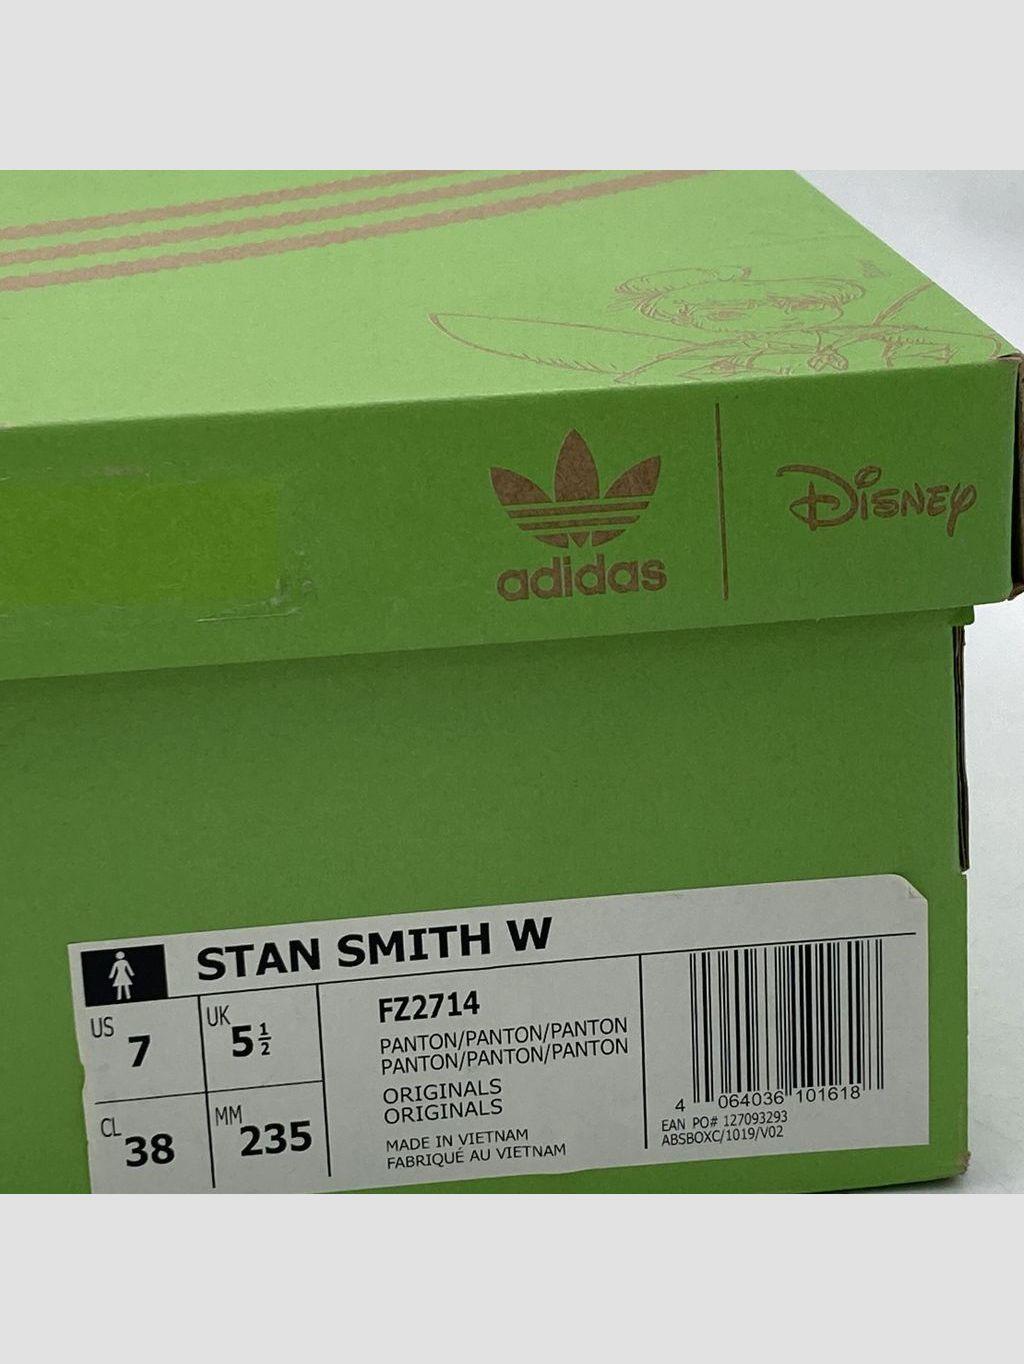 adidas
Disney
STAN SMITH W
US 7
UK 5 1/2
CL 38
MM 235
FZ2714
PANTON/PANTON/PANTON
PANTON/PANTON/PANTON
ORIGINALS
ORIGINALS
MADE IN VIETNAM
FABRIQUÉ AU VIETNAM
4 064036 101618
EAN PO# 127093293
ABSBOXC/1019/V02